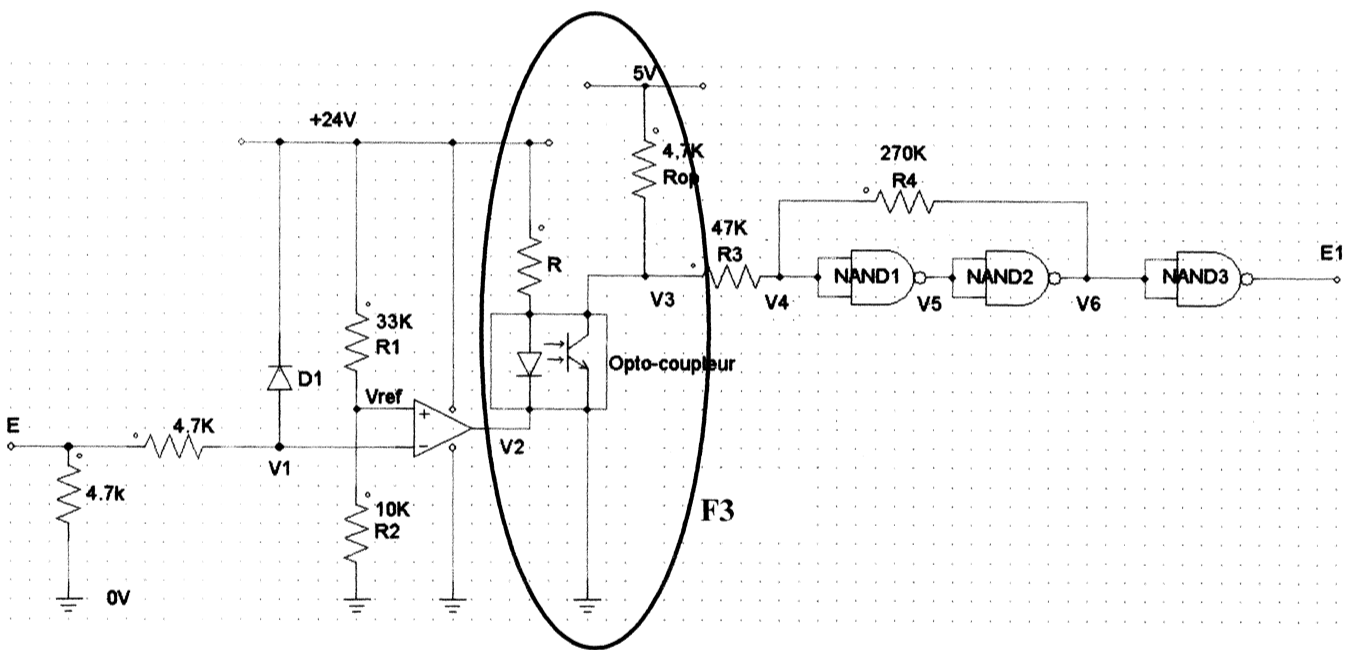 5V
+24V
4,7K
Rop
270K
R4
47K
R3
R
NAND1
NAND2
NAND3
E1
V3
V4
V5
V6
33K
R1
D1
Opto-coupleur
Vref
+
-
E
4.7K
V1
V2
4.7k
10K
R2
F3
0V